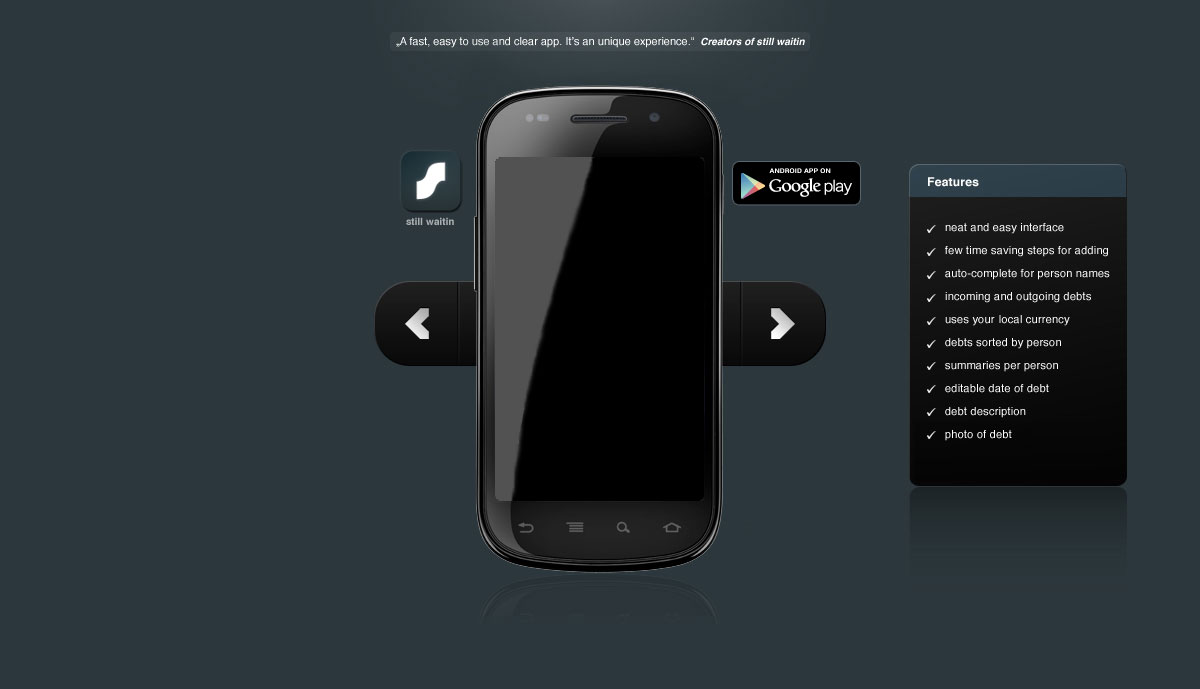 „A fast, easy to use and clear app. It's an unique experience.“ Creators of still waitin
still waitin
ANDROID APP ON
Google play
Features
neat and easy interface
few time saving steps for adding
auto-complete for person names
incoming and outgoing debts
uses your local currency
debts sorted by person
summaries per person
editable date of debt
debt description
photo of debt